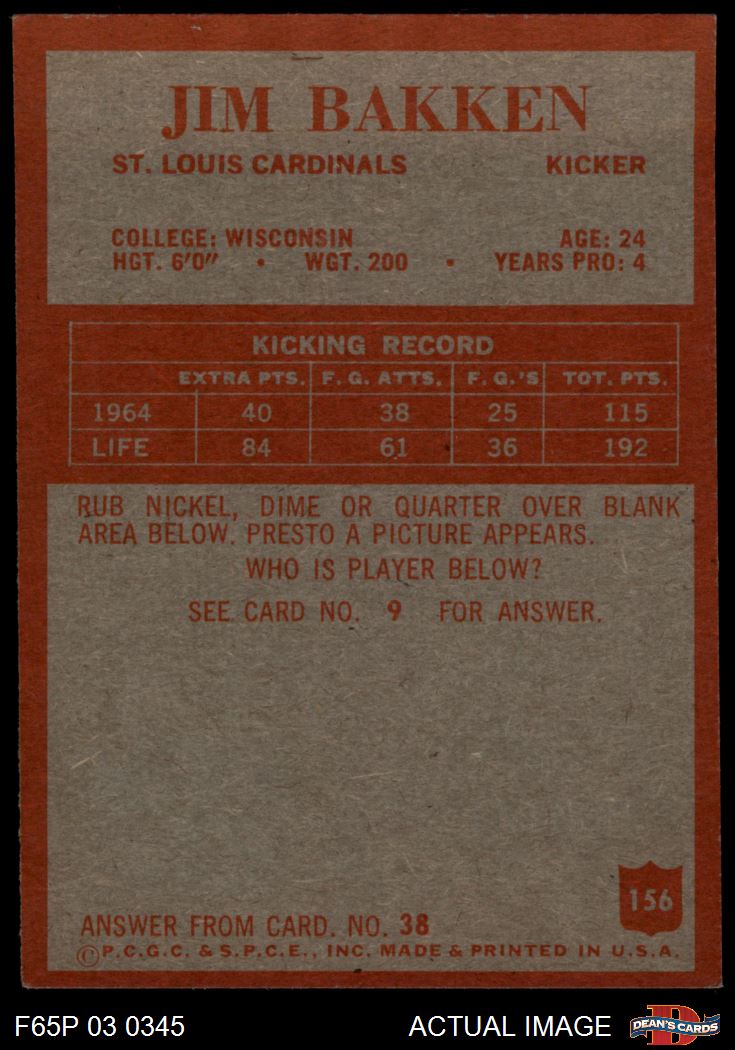 JIM BAKKEN
ST. LOUIS CARDINALS KICKER
COLLEGE: WISCONSIN AGE: 24
HGT. 6'0" • WGT. 200 • YEARS PRO: 4
KICKING RECORD
EXTRA PTS. F. G. ATTS. F. G.'S TOT. PTS.
1964 40 38 25 115
LIFE 84 61 36 192
RUB NICKEL, DIME OR QUARTER OVER BLANK
AREA BELOW. PRESTO A PICTURE APPEARS.
WHO IS PLAYER BELOW?
SEE CARD NO. 9 FOR ANSWER.
156
ANSWER FROM CARD. NO. 38
©P.C.G.C. & S.P.C.E., INC. MADE & PRINTED IN U.S.A.
F65P 03 0345 ACTUAL IMAGE D DEAN'S CARDS